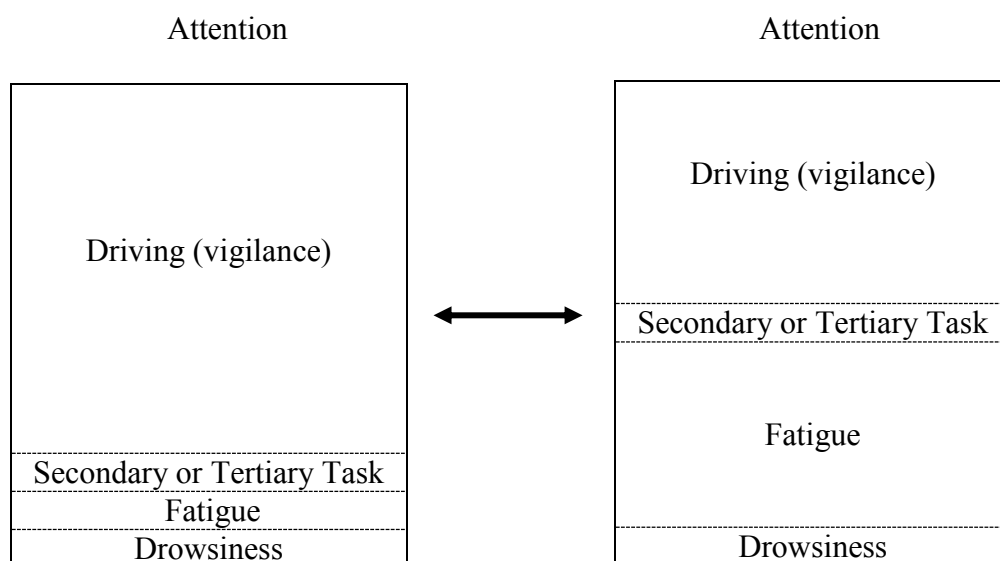 Attention
Driving (vigilance)
Secondary or Tertiary Task
Fatigue
Drowsiness
Attention
Driving (vigilance)
Secondary or Tertiary Task
Fatigue
Drowsiness